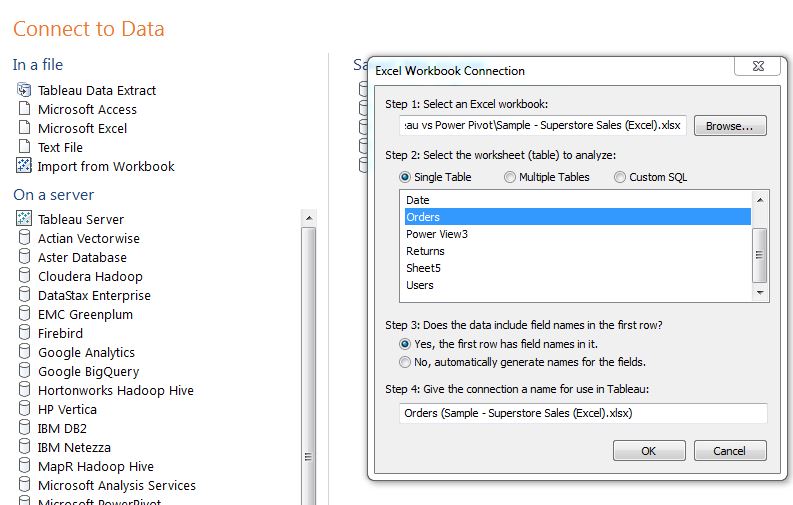 Connect to Data
In a file
Tableau Data Extract
Microsoft Access
Microsoft Excel
Text File
Import from Workbook
On a server
Tableau Server
Actian Vectorwise
Aster Database
Cloudera Hadoop
DataStax Enterprise
EMC Greenplum
Firebird
Google Analytics
Google BigQuery
Hortonworks Hadoop Hive
HP Vertica
IBM DB2
IBM Netezza
MapR Hadoop Hive
Microsoft Analysis Services
Microsoft PowerPivot
Sa
Excel Workbook Connection
Step 1: Select an Excel workbook:
au vs Power Pivot\Sample - Superstore Sales (Excel).xlsx
Browse...
Step 2: Select the worksheet (table) to analyze:
Single Table Multiple Tables Custom SQL
Date
Orders
Power View3
Returns
Sheet5
Users
Step 3: Does the data include field names in the first row?
Yes, the first row has field names in it.
No, automatically generate names for the fields.
Step 4: Give the connection a name for use in Tableau:
Orders (Sample - Superstore Sales (Excel).xlsx)
OK Cancel